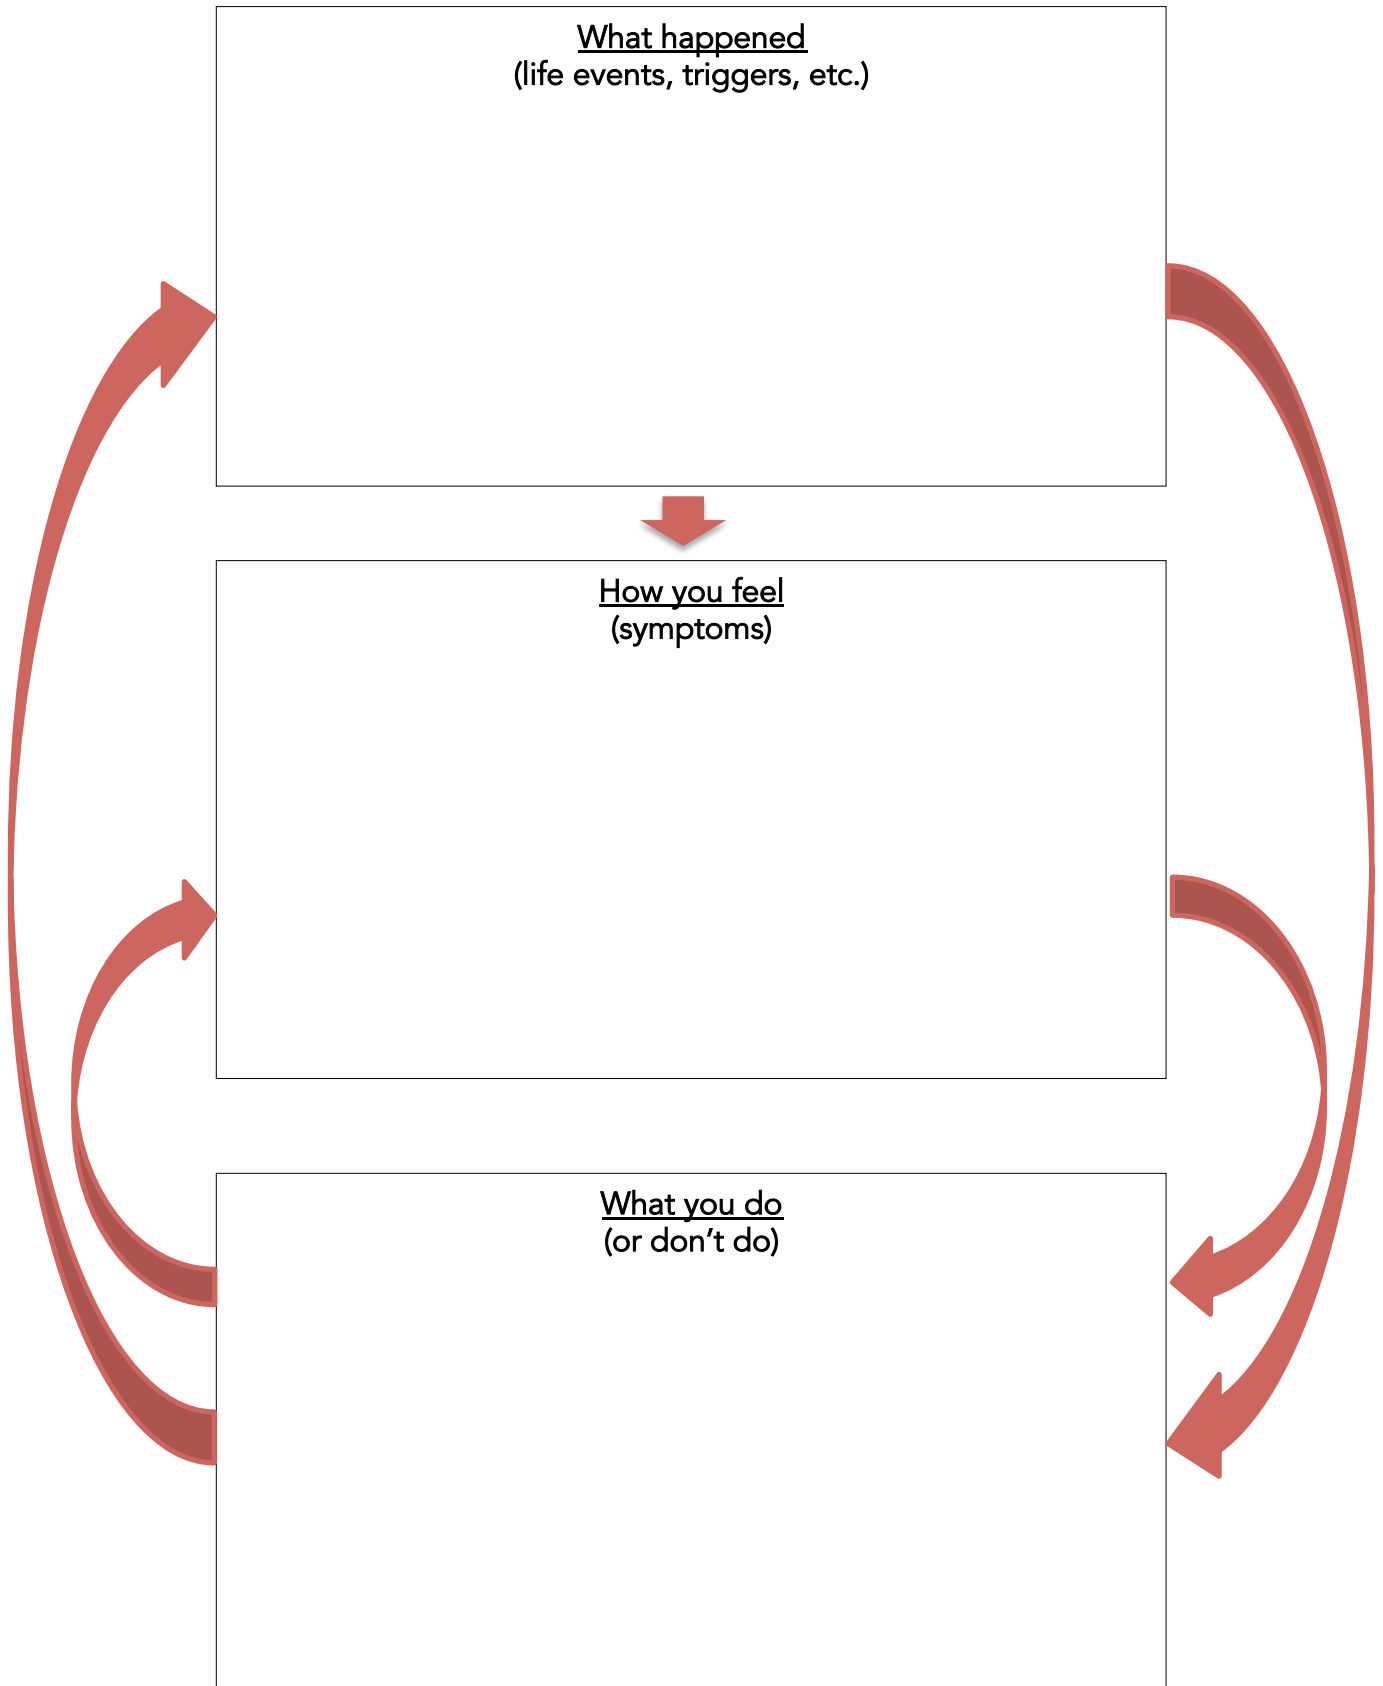 What happened
(life events, triggers, etc.)
How you feel
(symptoms)
What you do
(or don’t do)